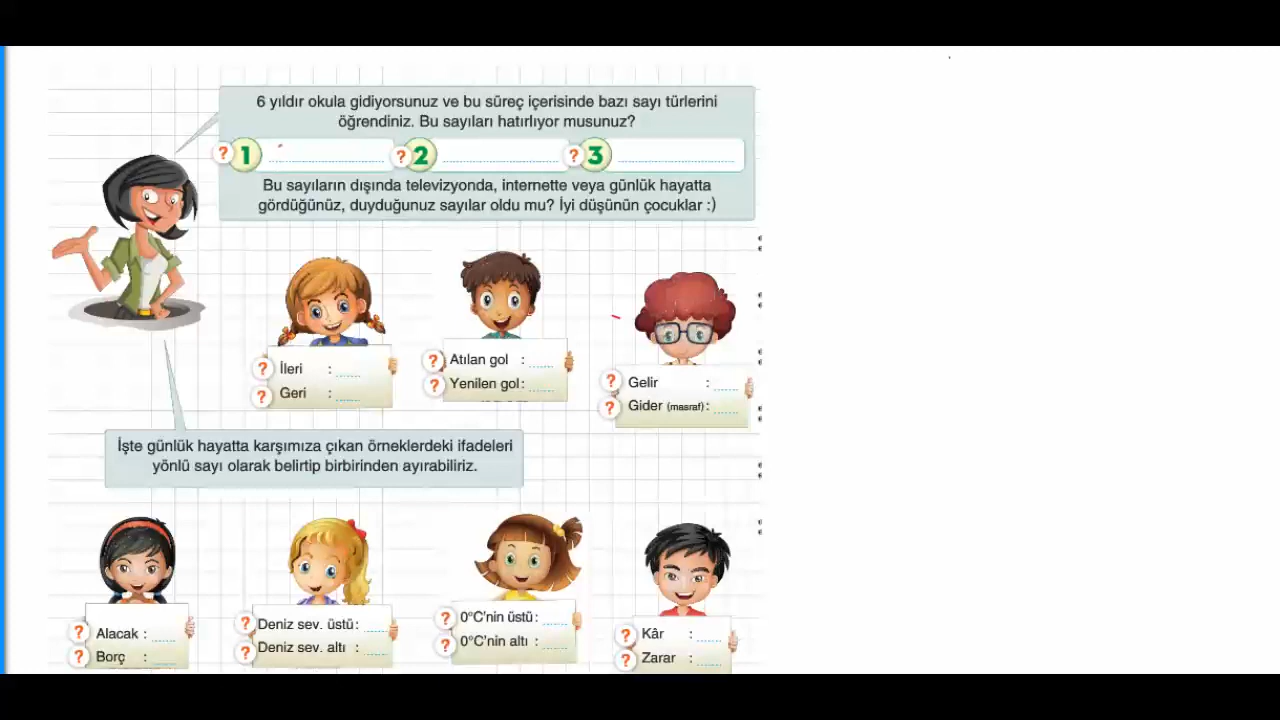 6 yıldır okula gidiyorsunuz ve bu süreç içerisinde bazı sayı türlerini
öğrendiniz. Bu sayıları hatırlıyor musunuz?
? 1 ........................ ? 2 ........................ ? 3 ........................
Bu sayıların dışında televizyonda, internette veya günlük hayatta
gördüğünüz, duyduğunuz sayılar oldu mu? İyi düşünün çocuklar :)
? İleri : ......
? Geri : ......
? Atılan gol : ......
? Yenilen gol: ......
? Gelir : ......
? Gider (masraf): ......
İşte günlük hayatta karşımıza çıkan örneklerdeki ifadeleri
yönlü sayı olarak belirtip birbirinden ayırabiliriz.
? Alacak : ......
? Borç : ......
? Deniz sev. üstü: ......
? Deniz sev. altı : ......
? 0°C'nin üstü: ......
? 0°C'nin altı : ......
? Kâr : ......
? Zarar : ......